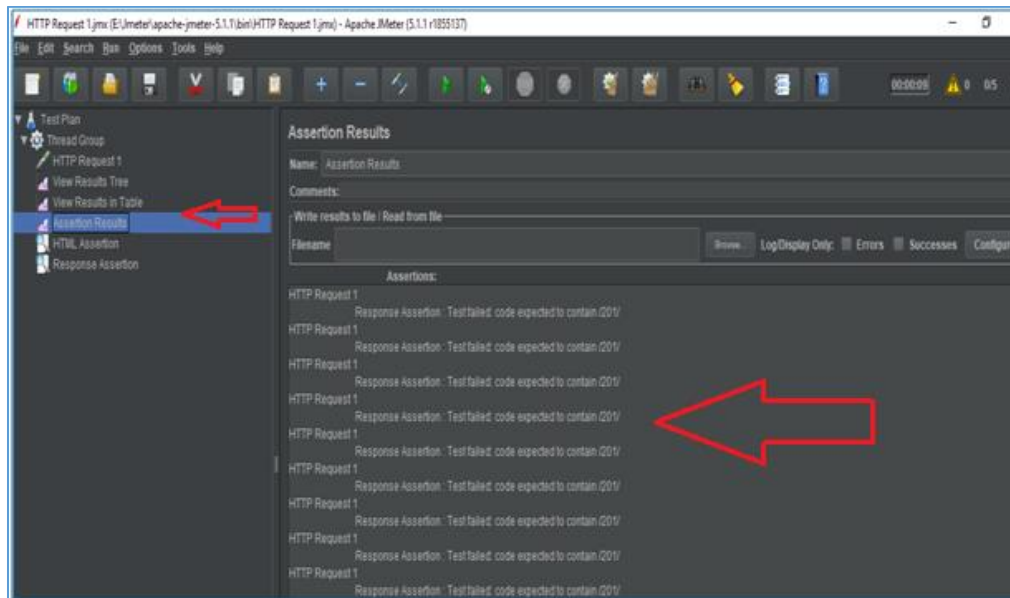 HTTP Request 1.jmx (E:\Jmeter\apache-jmeter-5.1.1\bin\HTTP Request 1.jmx) - Apache JMeter (5.1.1 r1855137)
File Edit Search Run Options Tools Help
00:00:09 0 0/5
Test Plan
Thread Group
HTTP Request 1
View Results Tree
View Results in Table
Assertion Results
HTML Assertion
Response Assertion
Assertion Results
Name: Assertion Results
Comments:
Write results to file / Read from file
Filename Browse... Log/Display Only: Errors Successes Configur
Assertions:
HTTP Request 1
Response Assertion : Test failed: code expected to contain /201/
HTTP Request 1
Response Assertion : Test failed: code expected to contain /201/
HTTP Request 1
Response Assertion : Test failed: code expected to contain /201/
HTTP Request 1
Response Assertion : Test failed: code expected to contain /201/
HTTP Request 1
Response Assertion : Test failed: code expected to contain /201/
HTTP Request 1
Response Assertion : Test failed: code expected to contain /201/
HTTP Request 1
Response Assertion : Test failed: code expected to contain /201/
HTTP Request 1
Response Assertion : Test failed: code expected to contain /201/
HTTP Request 1
Response Assertion : Test failed: code expected to contain /201/